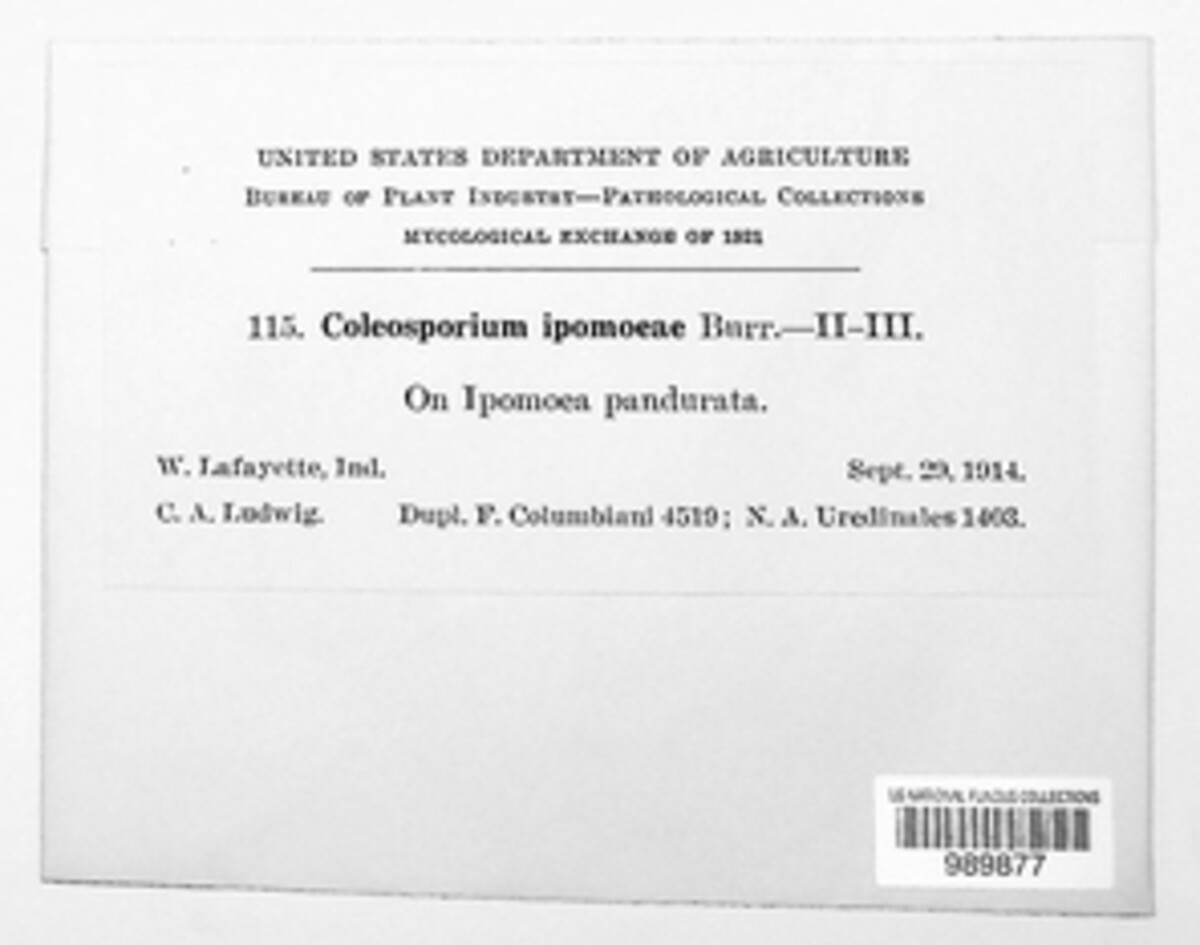 UNITED STATES DEPARTMENT OF AGRICULTURE
BUREAU OF PLANT INDUSTRY—PATHOLOGICAL COLLECTIONS
MYCOLOGICAL EXCHANGE OF 1921
115. Coleosporium ipomoeae Burr.—II–III.
On Ipomoea pandurata.
W. Lafayette, Ind. Sept. 29, 1914.
C. A. Ludwig. Dupl. F. Columbiani 4519; N. A. Uredinales 1403.
US NATIONAL FUNGUS COLLECTIONS
989877